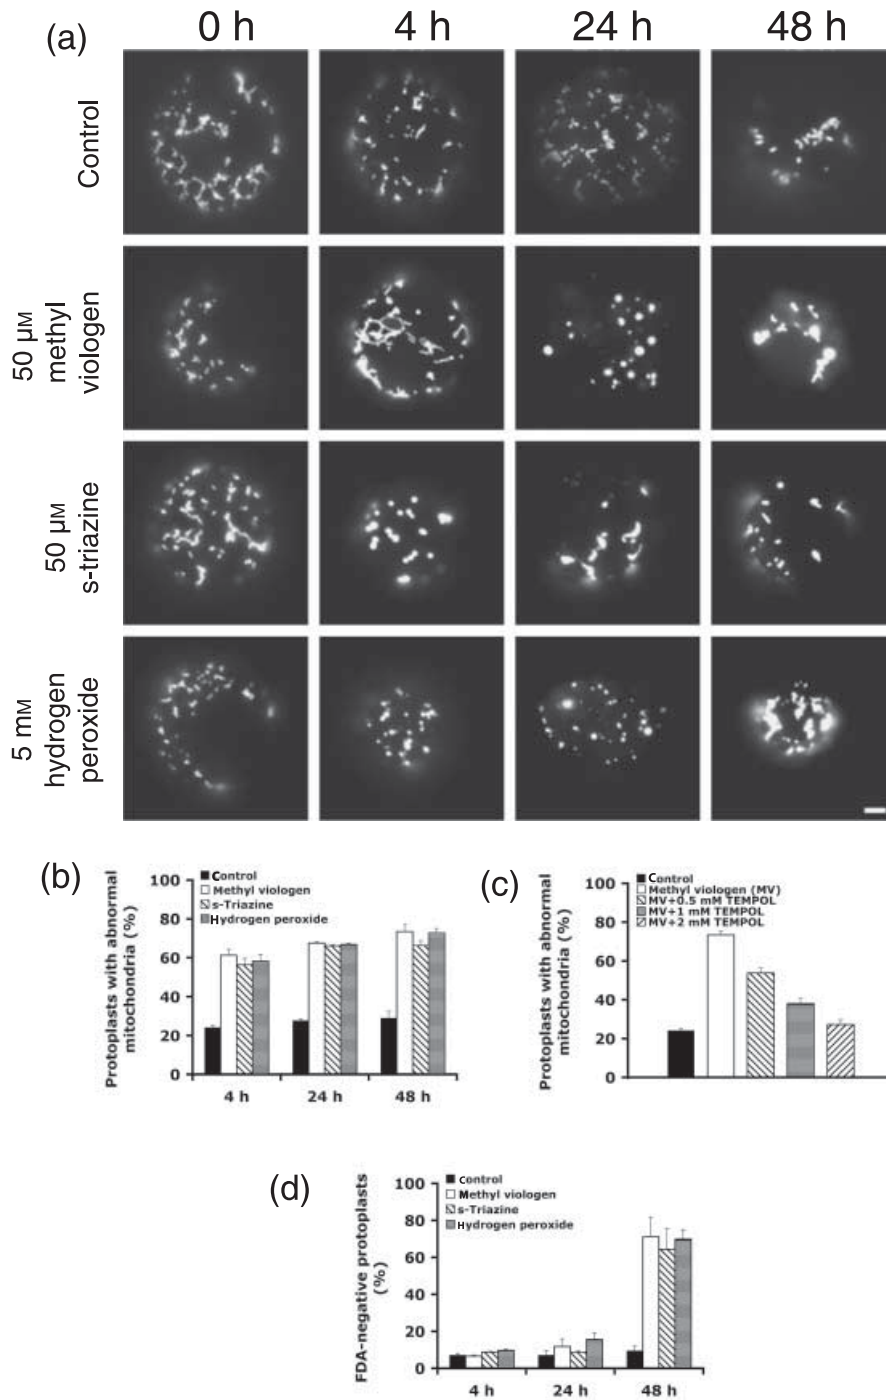 (a)
0 h
4 h
24 h
48 h
Control
50 µM
methyl
viologen
50 µM
s-triazine
5 mM
hydrogen
peroxide
(b)
Protoplasts with abnormal
mitochondria (%)
100
80
60
40
20
0
Control
Methyl viologen
s-Triazine
Hydrogen peroxide
4 h
24 h
48 h
(c)
Protoplasts with abnormal
mitochondria (%)
100
80
60
40
20
0
Control
Methyl viologen (MV)
MV+0.5 mM TEMPOL
MV+1 mM TEMPOL
MV+2 mM TEMPOL
(d)
FDA-negative protoplasts
(%)
100
80
60
40
20
0
Control
Methyl viologen
s-Triazine
Hydrogen peroxide
4 h
24 h
48 h